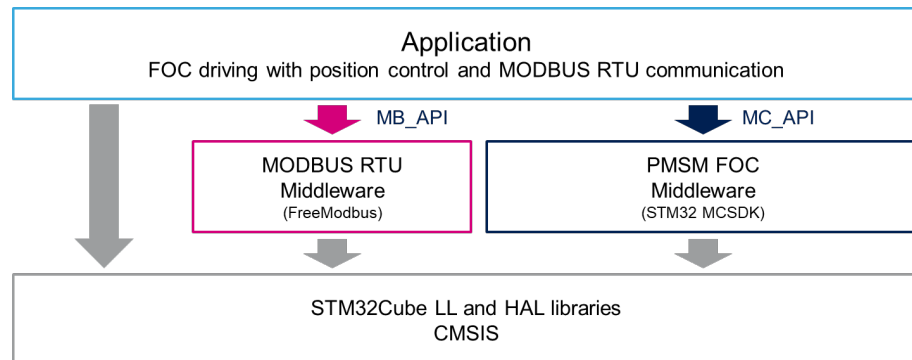 Application
FOC driving with position control and MODBUS RTU communication
MB_API
MC_API
MODBUS RTU
Middleware
(FreeModbus)
PMSM FOC
Middleware
(STM32 MCSDK)
STM32Cube LL and HAL libraries
CMSIS